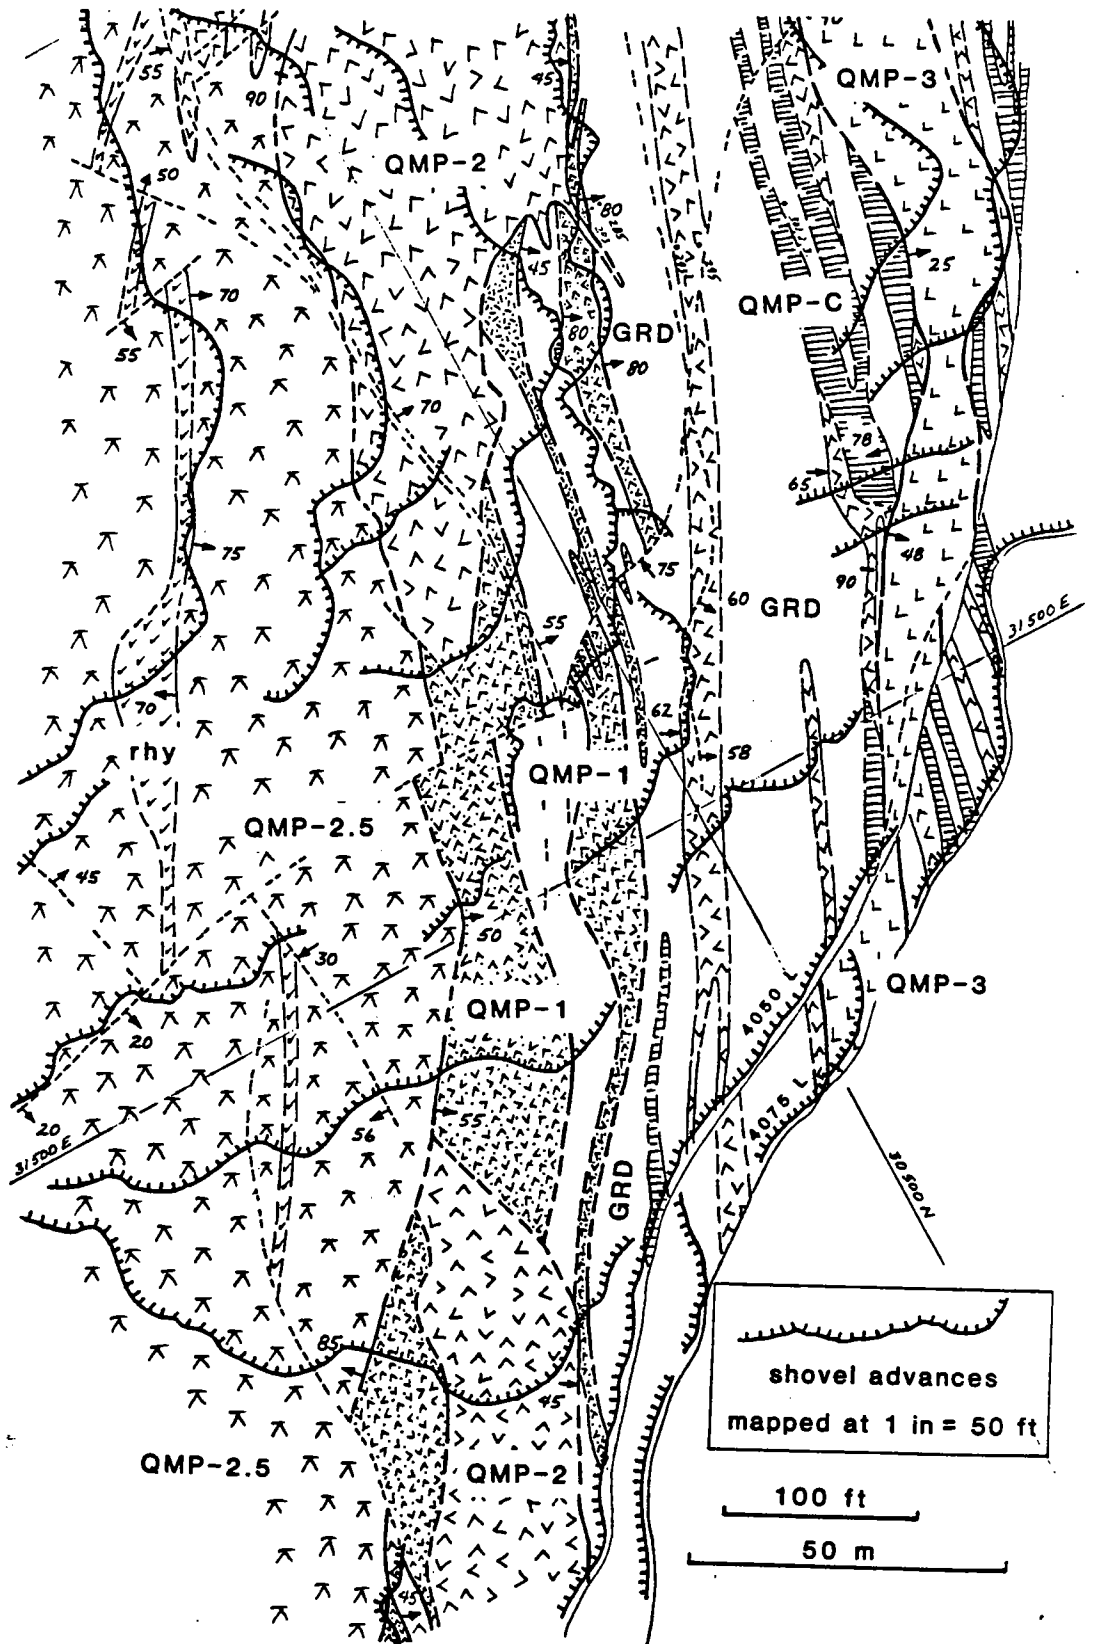 QMP-3
55
45
90
QMP-2
50
80
45
25
70
QMP-C
55
80
GRD
80
70
78
65
75
48
75
90
60
GRD
55
31500 E
70
62
rhy
58
QMP-1
QMP-2.5
45
50
30
QMP-3
QMP-1
4050 L
20
20
55
56
4075 L
31500 E
30500 N
GRD
85
45
shovel advances
mapped at 1 in = 50 ft
QMP-2.5
QMP-2
100 ft
50 m
45